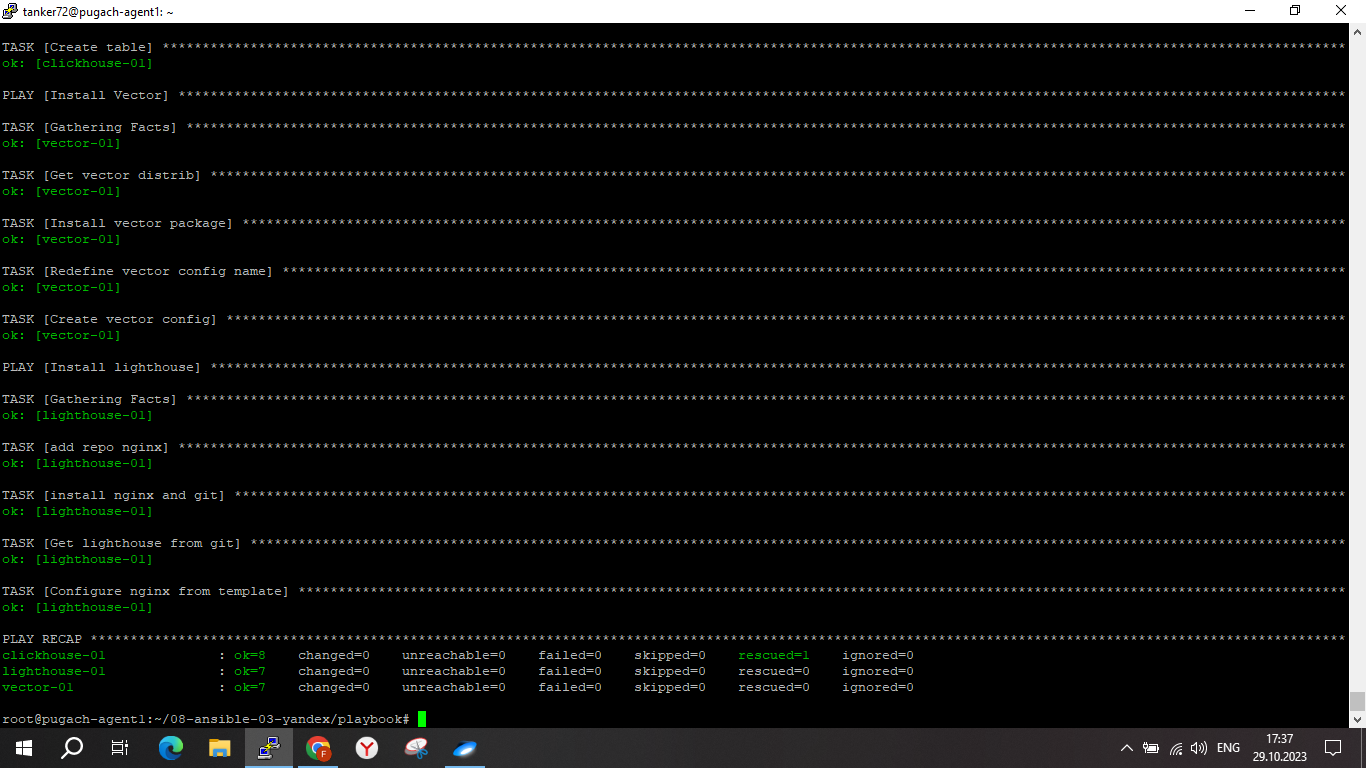 tanker72@pugach-agent1: ~
TASK [Create table] ****************************************************************************************************************************************************
ok: [clickhouse-01]
PLAY [Install Vector] **************************************************************************************************************************************************
TASK [Gathering Facts] *************************************************************************************************************************************************
ok: [vector-01]
TASK [Get vector distrib] **********************************************************************************************************************************************
ok: [vector-01]
TASK [Install vector package] ******************************************************************************************************************************************
ok: [vector-01]
TASK [Redefine vector config name] *************************************************************************************************************************************
ok: [vector-01]
TASK [Create vector config] ********************************************************************************************************************************************
ok: [vector-01]
PLAY [Install lighthouse] **********************************************************************************************************************************************
TASK [Gathering Facts] *************************************************************************************************************************************************
ok: [lighthouse-01]
TASK [add repo nginx] **************************************************************************************************************************************************
ok: [lighthouse-01]
TASK [install nginx and git] *******************************************************************************************************************************************
ok: [lighthouse-01]
TASK [Get lighthouse from git] *****************************************************************************************************************************************
ok: [lighthouse-01]
TASK [Configure nginx from template] ***********************************************************************************************************************************
ok: [lighthouse-01]
PLAY RECAP *************************************************************************************************************************************************************
clickhouse-01              : ok=8    changed=0    unreachable=0    failed=0    skipped=0    rescued=1    ignored=0
lighthouse-01              : ok=7    changed=0    unreachable=0    failed=0    skipped=0    rescued=0    ignored=0
vector-01                  : ok=7    changed=0    unreachable=0    failed=0    skipped=0    rescued=0    ignored=0
root@pugach-agent1:~/08-ansible-03-yandex/playbook#
ENG
17:37
29.10.2023